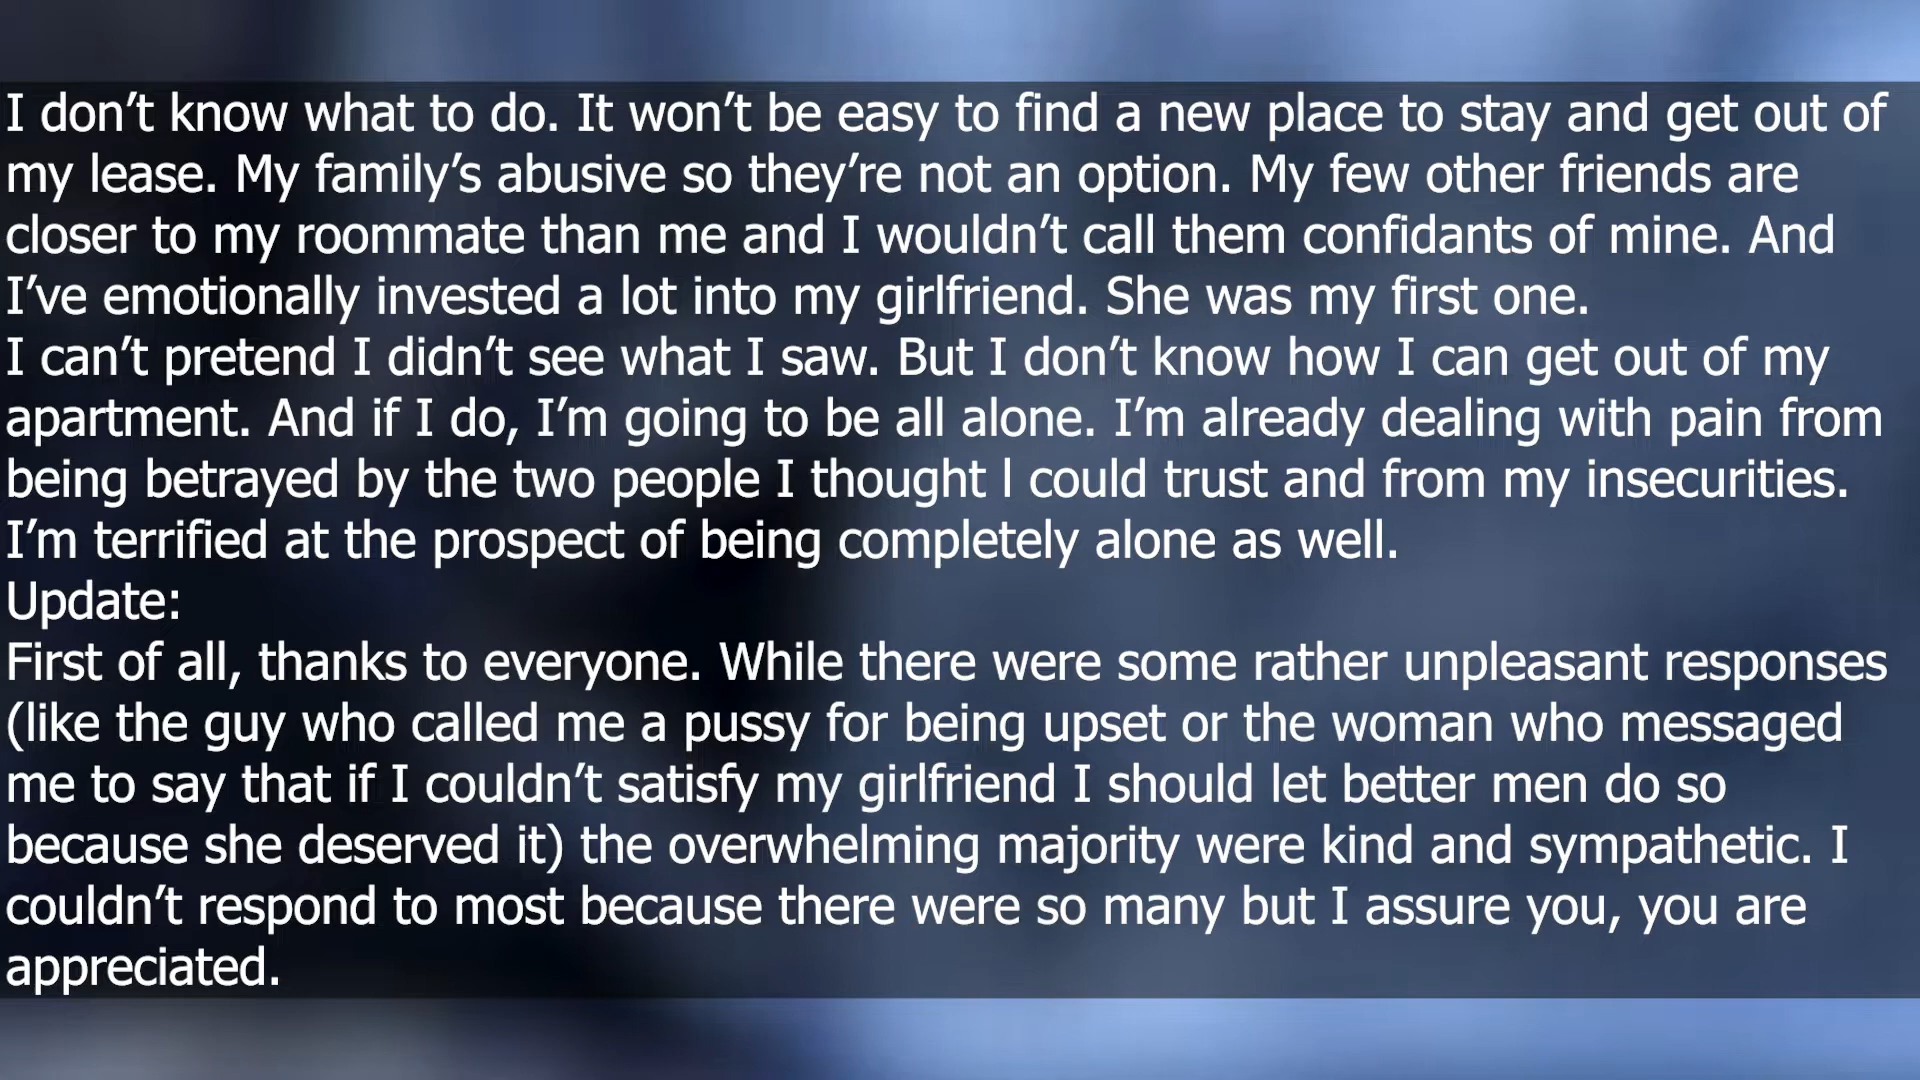 I don’t know what to do. It won’t be easy to find a new place to stay and get out of
my lease. My family’s abusive so they’re not an option. My few other friends are
closer to my roommate than me and I wouldn’t call them confidants of mine. And
I’ve emotionally invested a lot into my girlfriend. She was my first one.
I can’t pretend I didn’t see what I saw. But I don’t know how I can get out of my
apartment. And if I do, I’m going to be all alone. I’m already dealing with pain from
being betrayed by the two people I thought l could trust and from my insecurities.
I’m terrified at the prospect of being completely alone as well.
Update:
First of all, thanks to everyone. While there were some rather unpleasant responses
(like the guy who called me a pussy for being upset or the woman who messaged
me to say that if I couldn’t satisfy my girlfriend I should let better men do so
because she deserved it) the overwhelming majority were kind and sympathetic. I
couldn’t respond to most because there were so many but I assure you, you are
appreciated.